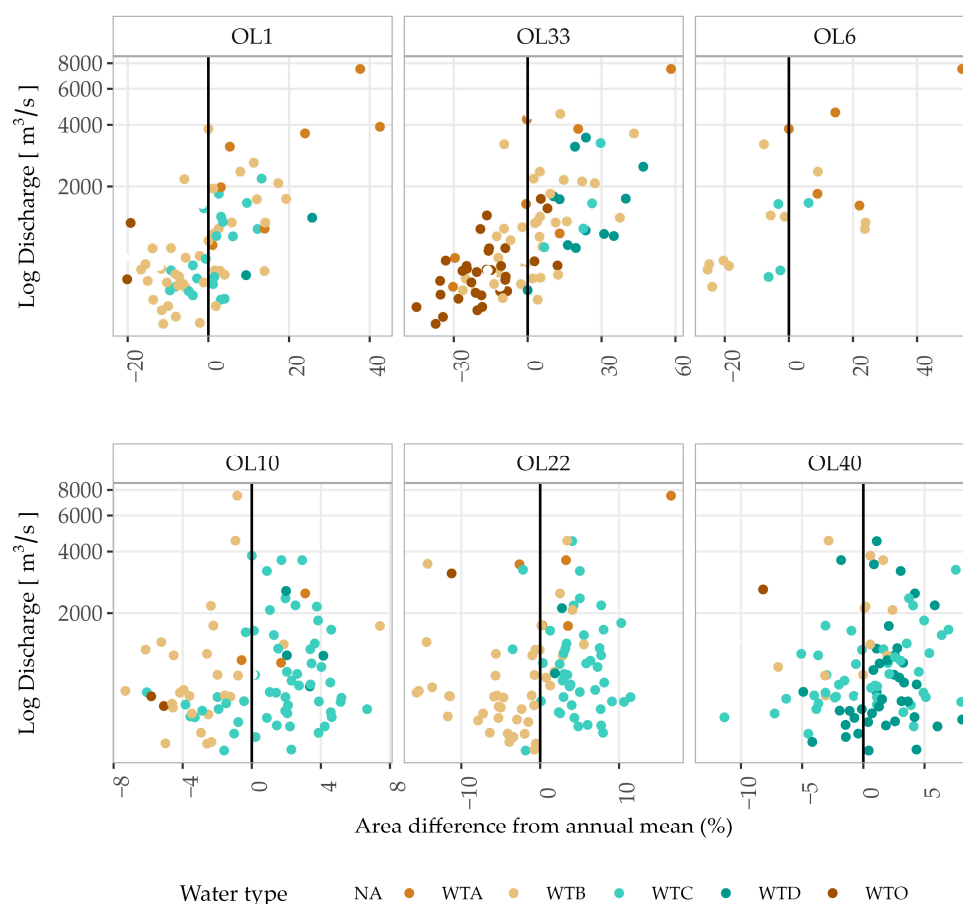 OL1 OL33 OL6
Log Discharge [ m³/s ]
8000
6000
4000
2000
−20 0 20 40 −30 0 30 60 −20 0 20 40
OL10 OL22 OL40
Log Discharge [ m³/s ]
8000
6000
4000
2000
−8 −4 0 4 8 −10 0 10 −10 −5 0 5
Area difference from annual mean (%)
Water type NA WTA WTB WTC WTD WTO